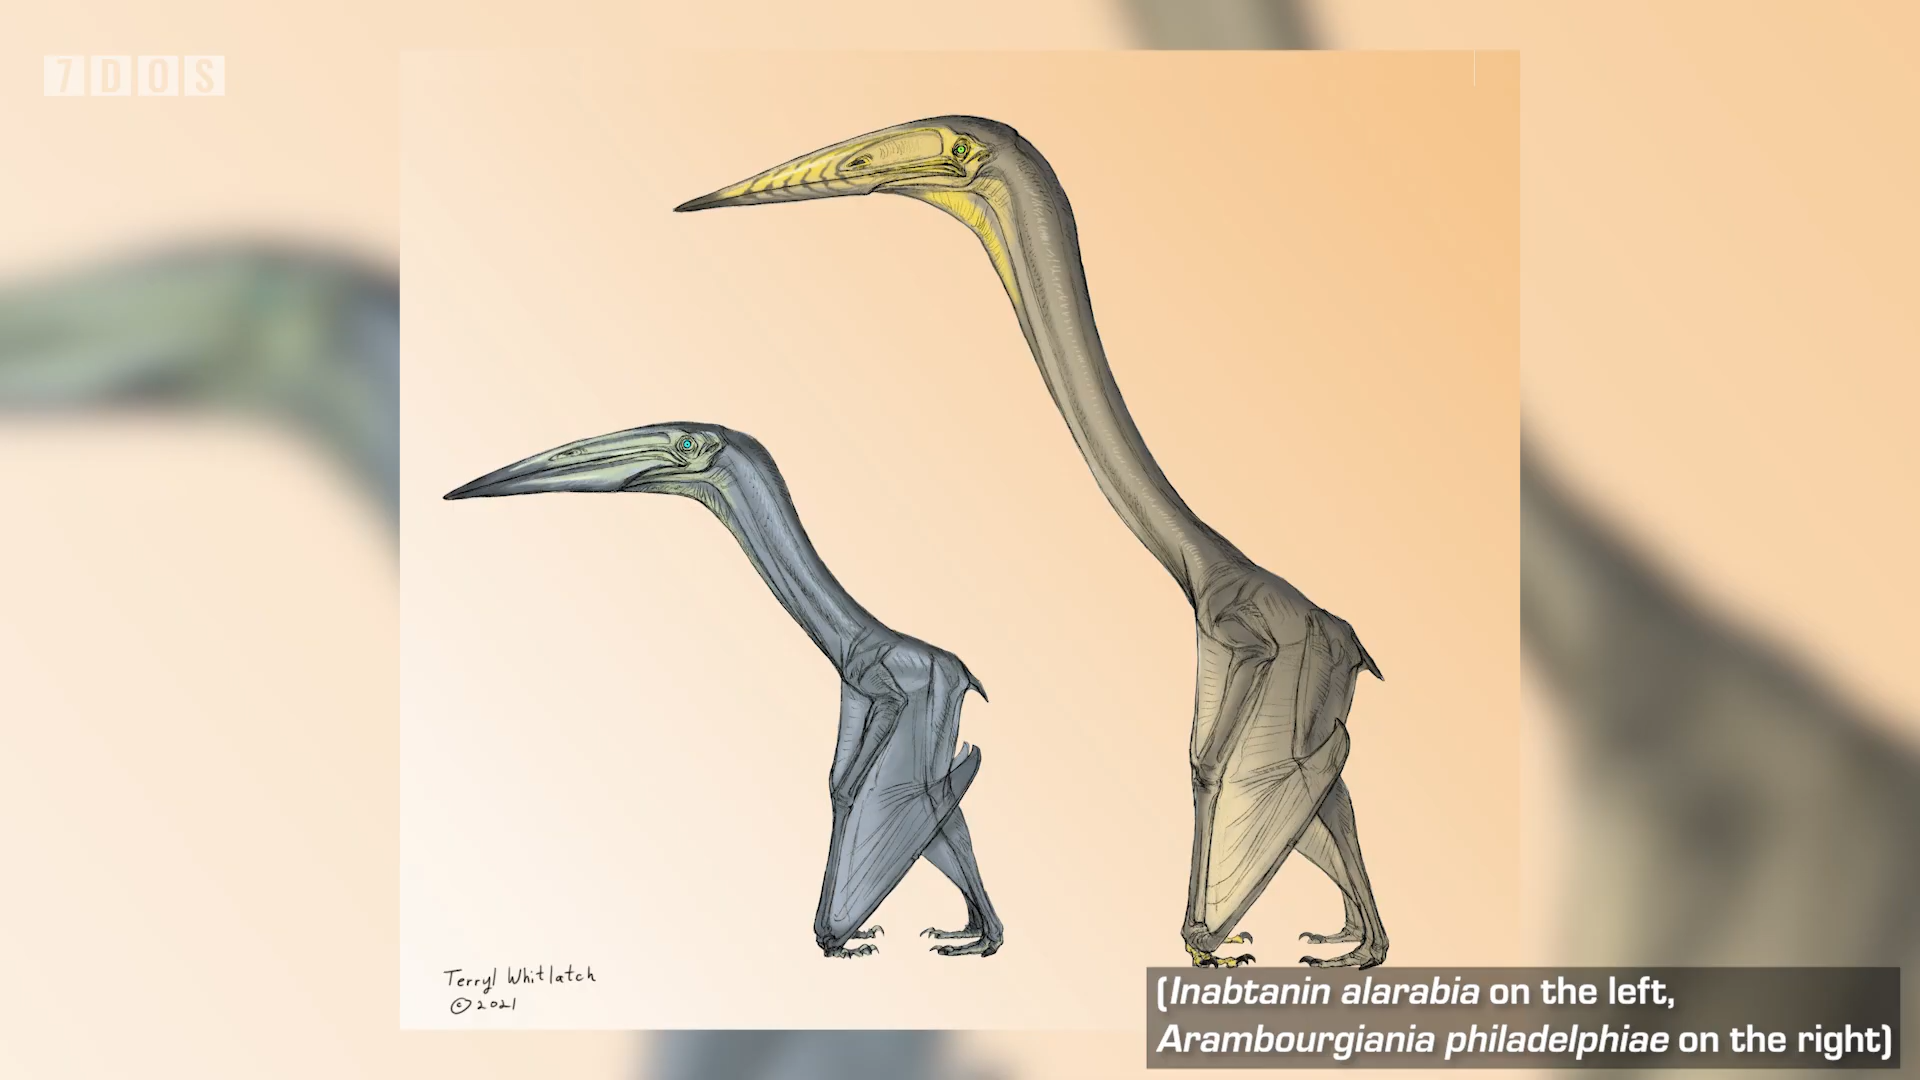 7DOS
Terryl Whitlatch
© 2021
(Inabtanin alarabia on the left,
Arambourgiania philadelphiae on the right)